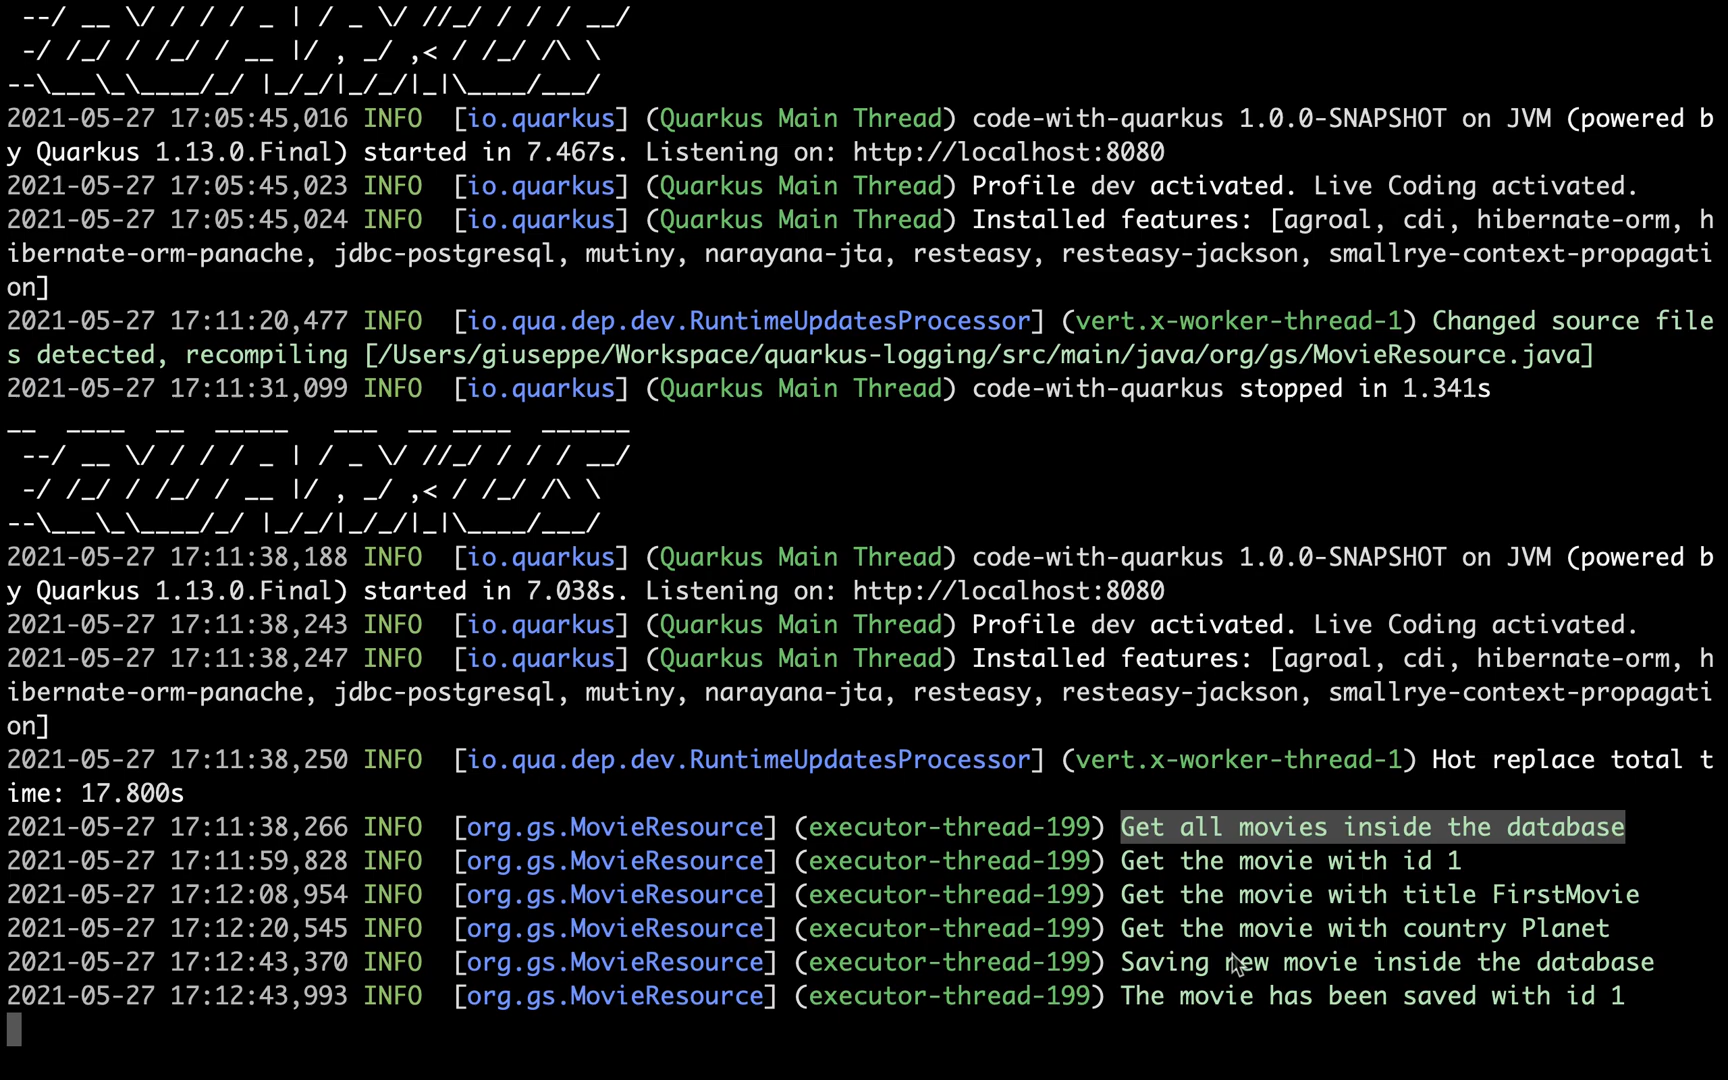 --/ __ \/ / / / _ | / _ \/ //_/ / / / __/
-/ /_/ / /_/ / __ |/ , _/ ,< / /_/ /\ \
--\___\_\____/_/ |_/_/|_/_/|_|\____/___/
2021-05-27 17:05:45,016 INFO  [io.quarkus] (Quarkus Main Thread) code-with-quarkus 1.0.0-SNAPSHOT on JVM (powered b
y Quarkus 1.13.0.Final) started in 7.467s. Listening on: http://localhost:8080
2021-05-27 17:05:45,023 INFO  [io.quarkus] (Quarkus Main Thread) Profile dev activated. Live Coding activated.
2021-05-27 17:05:45,024 INFO  [io.quarkus] (Quarkus Main Thread) Installed features: [agroal, cdi, hibernate-orm, h
ibernate-orm-panache, jdbc-postgresql, mutiny, narayana-jta, resteasy, resteasy-jackson, smallrye-context-propagati
on]
2021-05-27 17:11:20,477 INFO  [io.qua.dep.dev.RuntimeUpdatesProcessor] (vert.x-worker-thread-1) Changed source file
s detected, recompiling [/Users/giuseppe/Workspace/quarkus-logging/src/main/java/org/gs/MovieResource.java]
2021-05-27 17:11:31,099 INFO  [io.quarkus] (Quarkus Main Thread) code-with-quarkus stopped in 1.341s
__  ____  __  _____   ___  __ ____  ______
--/ __ \/ / / / _ | / _ \/ //_/ / / / __/
-/ /_/ / /_/ / __ |/ , _/ ,< / /_/ /\ \
--\___\_\____/_/ |_/_/|_/_/|_|\____/___/
2021-05-27 17:11:38,188 INFO  [io.quarkus] (Quarkus Main Thread) code-with-quarkus 1.0.0-SNAPSHOT on JVM (powered b
y Quarkus 1.13.0.Final) started in 7.038s. Listening on: http://localhost:8080
2021-05-27 17:11:38,243 INFO  [io.quarkus] (Quarkus Main Thread) Profile dev activated. Live Coding activated.
2021-05-27 17:11:38,247 INFO  [io.quarkus] (Quarkus Main Thread) Installed features: [agroal, cdi, hibernate-orm, h
ibernate-orm-panache, jdbc-postgresql, mutiny, narayana-jta, resteasy, resteasy-jackson, smallrye-context-propagati
on]
2021-05-27 17:11:38,250 INFO  [io.qua.dep.dev.RuntimeUpdatesProcessor] (vert.x-worker-thread-1) Hot replace total t
ime: 17.800s
2021-05-27 17:11:38,266 INFO  [org.gs.MovieResource] (executor-thread-199) Get all movies inside the database
2021-05-27 17:11:59,828 INFO  [org.gs.MovieResource] (executor-thread-199) Get the movie with id 1
2021-05-27 17:12:08,954 INFO  [org.gs.MovieResource] (executor-thread-199) Get the movie with title FirstMovie
2021-05-27 17:12:20,545 INFO  [org.gs.MovieResource] (executor-thread-199) Get the movie with country Planet
2021-05-27 17:12:43,370 INFO  [org.gs.MovieResource] (executor-thread-199) Saving new movie inside the database
2021-05-27 17:12:43,993 INFO  [org.gs.MovieResource] (executor-thread-199) The movie has been saved with id 1